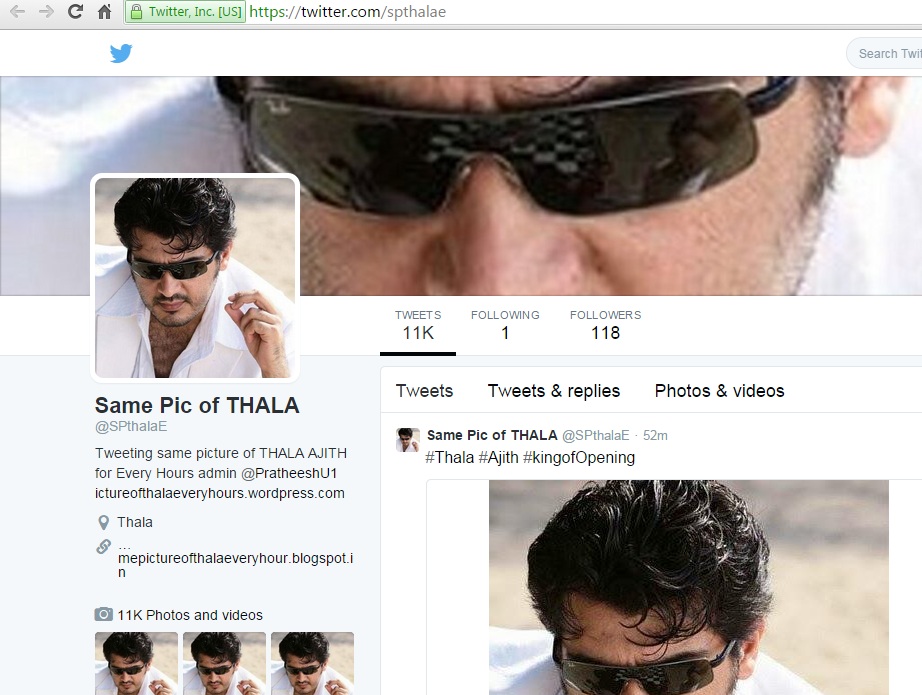 Twitter, Inc. [US] https://twitter.com/spthalae
Search Twit
TWEETS FOLLOWING FOLLOWERS
11K 1 118
Tweets Tweets & replies Photos & videos
Same Pic of THALA
@SPthalaE
Tweeting same picture of THALA AJITH
for Every Hours admin @PratheeshU1
ictureofthalaeveryhours.wordpress.com
Thala
...
mepictureofthalaeveryhour.blogspot.i
n
11K Photos and videos
Same Pic of THALA @SPthalaE · 52m
#Thala #Ajith #kingofOpening